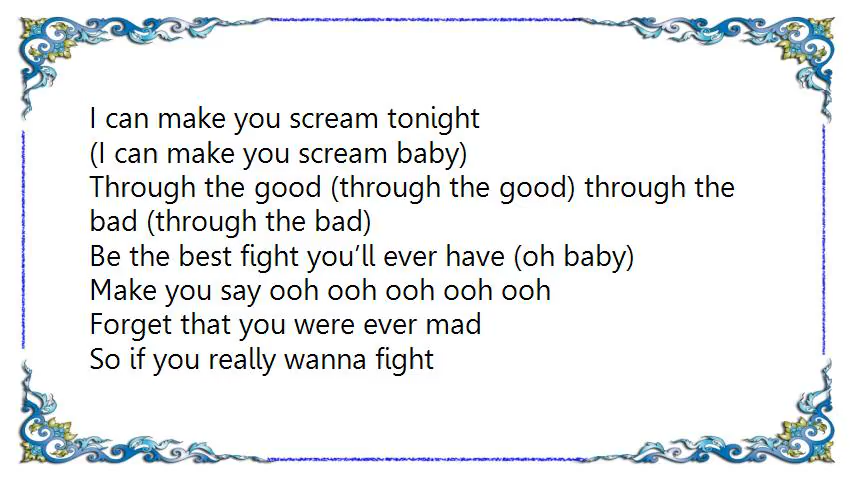 I can make you scream tonight
(I can make you scream baby)
Through the good (through the good) through the
bad (through the bad)
Be the best fight you’ll ever have (oh baby)
Make you say ooh ooh ooh ooh ooh
Forget that you were ever mad
So if you really wanna fight